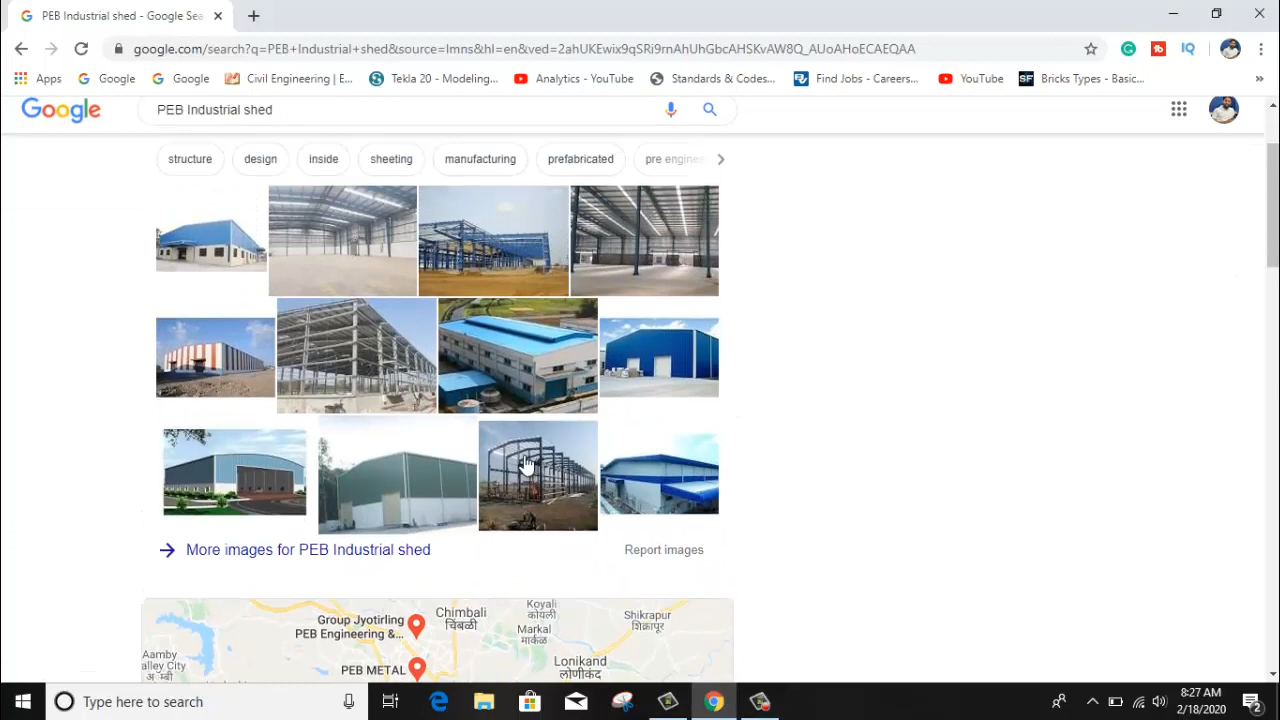 PEB Industrial shed - Google Sea
google.com/search?q=PEB+Industrial+shed&source=lmns&hl=en&ved=2ahUKEwix9qSRi9rnAhUhGbcAHSKvAW8Q_AUoAHoECAEQAA
Apps
Google
Google
Civil Engineering | E...
Tekla 20 - Modeling...
Analytics - YouTube
Standards & Codes...
Find Jobs - Careers...
YouTube
SF
Bricks Types - Basic...
Google
PEB Industrial shed
structure
design
inside
sheeting
manufacturing
prefabricated
pre engine
More images for PEB Industrial shed
Report images
Group Jyotirling
PEB Engineering &...
PEB METAL
Chimbali
चिंबळी
Koyali
कोयली
Markal
मारकल
Shikrapur
शिक्रापूर
Lonikand
लोणीकंद
Aamby
alley City
Type here to search
8:27 AM
2/18/2020
2